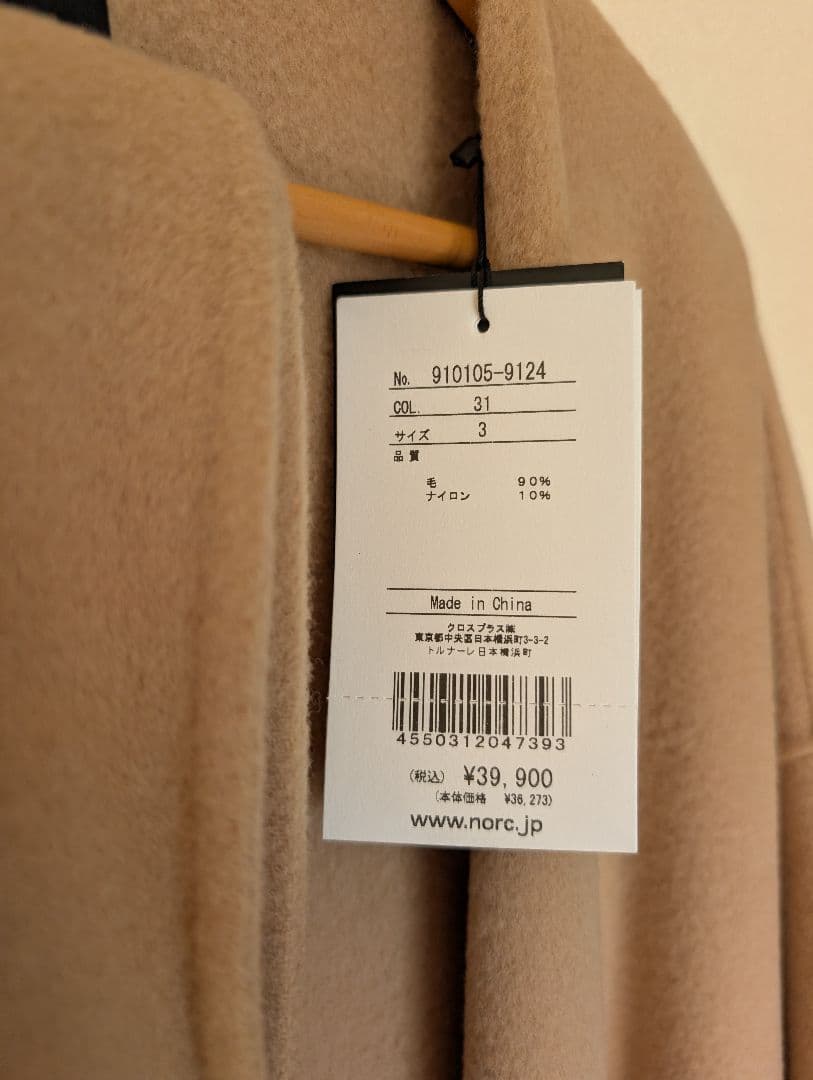 No. 910105-9124
COL. 31
サイズ 3
品質
毛 90%
ナイロン 10%
Made in China
クロスプラス㈱
東京都中央区日本橋浜町3-3-2
トルナーレ日本橋浜町
4550312047393
(税込) ¥39,900
(本体価格 ¥36,273)
www.norc.jp